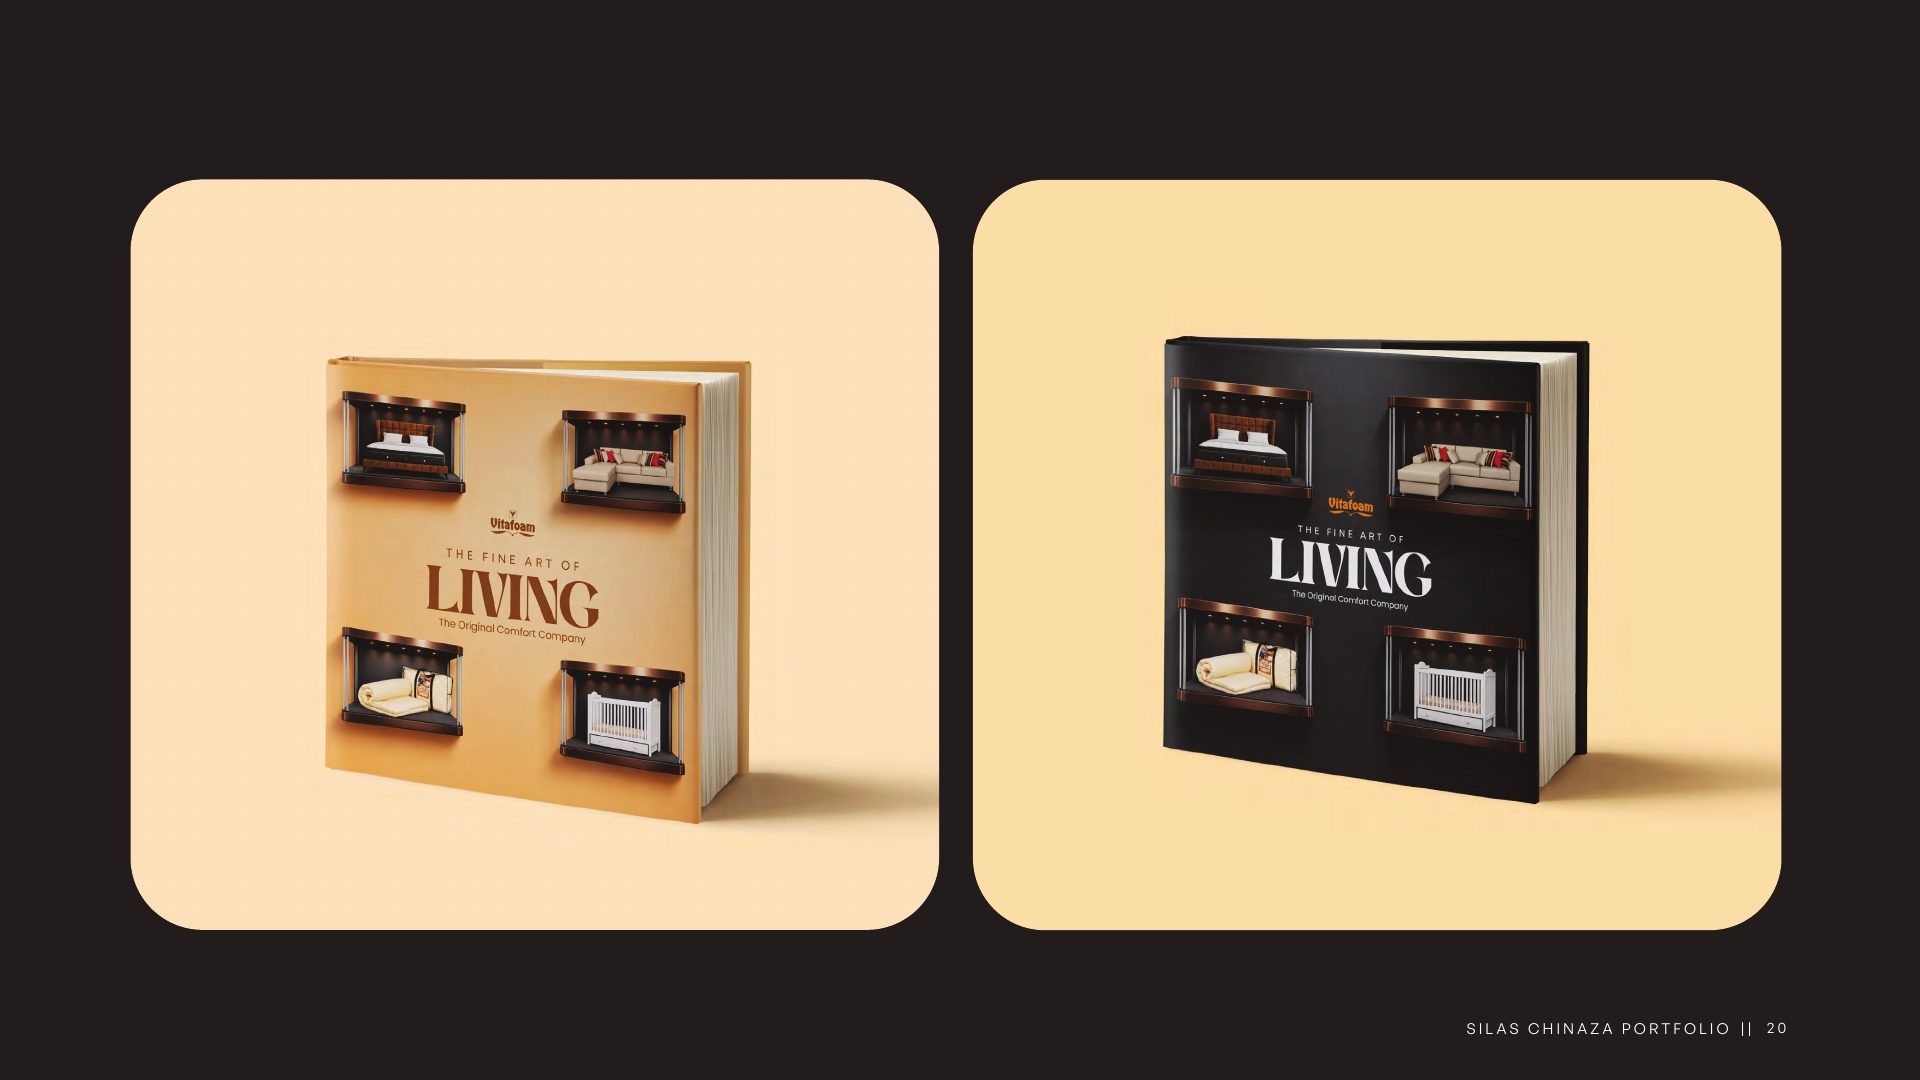 Vitafoam
THE FINE ART OF
LIVING
The Original Comfort Company
Vitafoam
THE FINE ART OF
LIVING
The Original Comfort Company
SILAS CHINAZA PORTFOLIO || 20